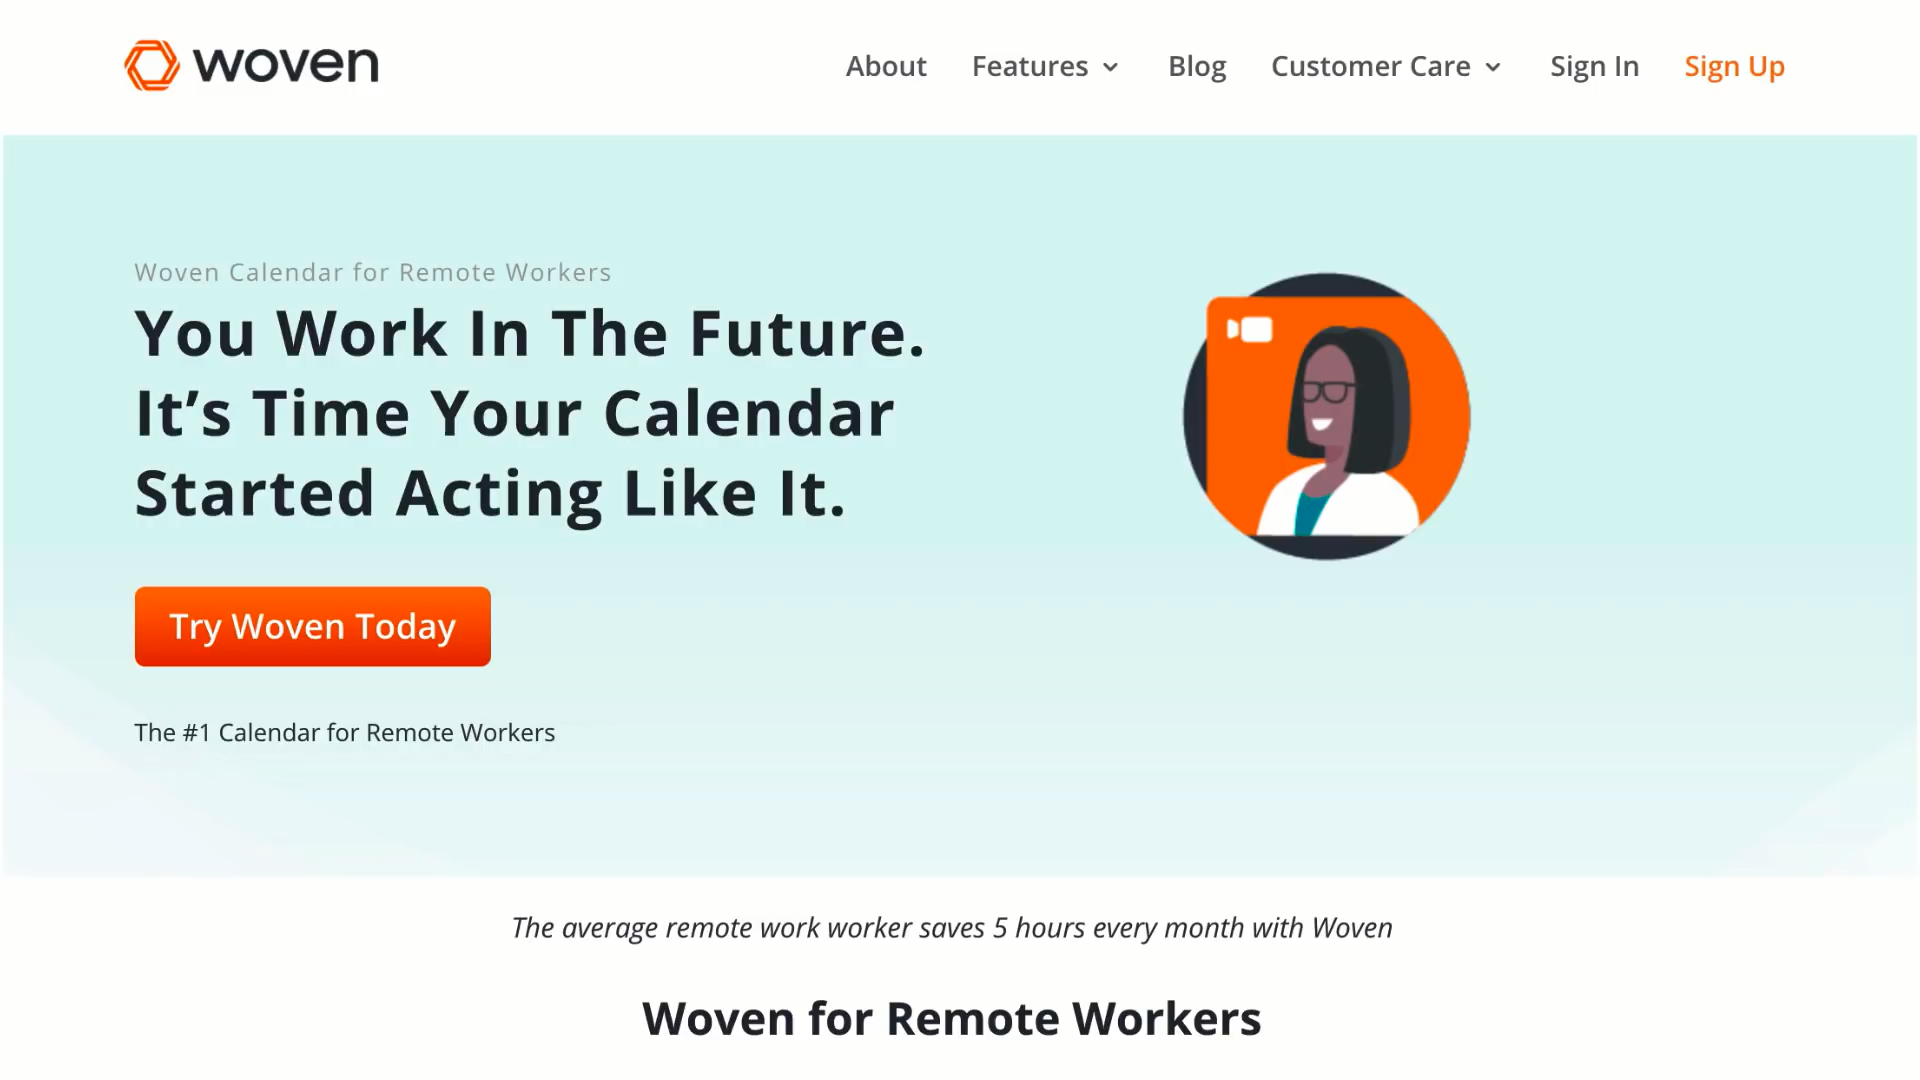 woven
About
Features
Blog
Customer Care
Sign In
Sign Up
Woven Calendar for Remote Workers
You Work In The Future.
It’s Time Your Calendar
Started Acting Like It.
Try Woven Today
The #1 Calendar for Remote Workers
The average remote work worker saves 5 hours every month with Woven
Woven for Remote Workers